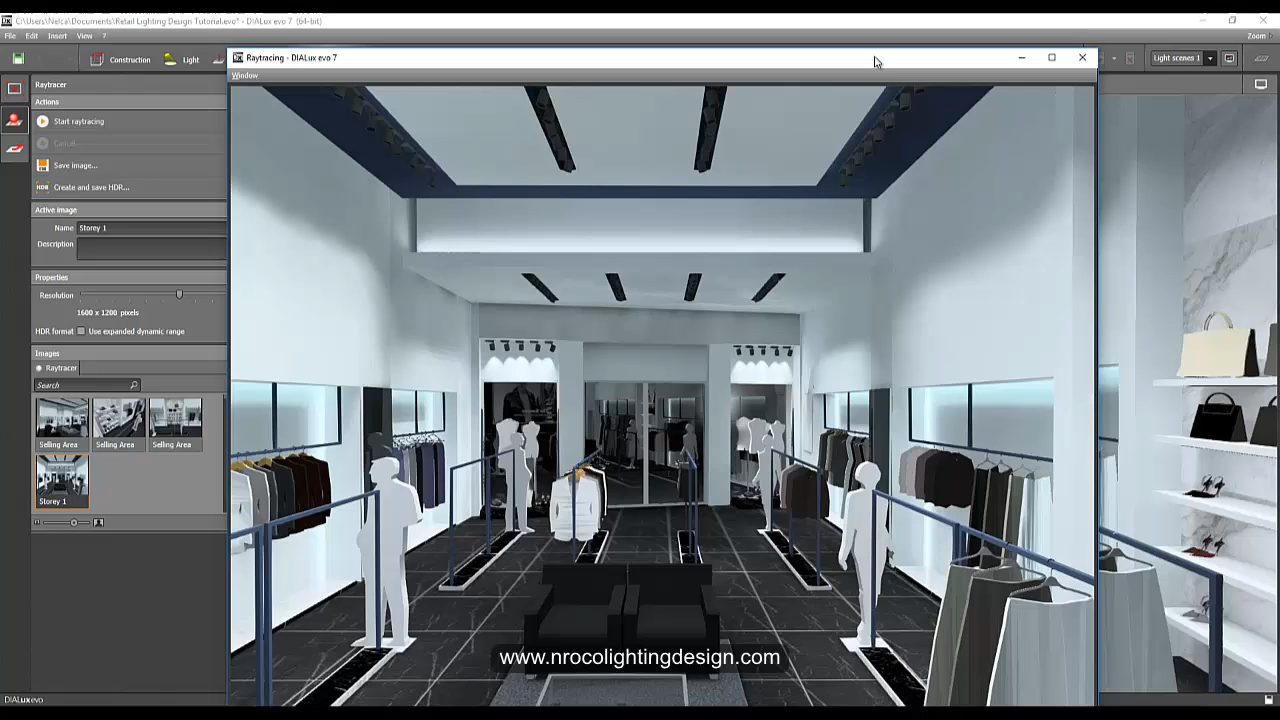 C:\Users\Nelca\Documents\Retail Lighting Design Tutorial.evo* - DIALux evo 7 (64-bit)
File Edit Insert View ? Zoom
Construction Light Light scenes 1
Raytracing - DIALux evo 7
Window
Raytracer
Actions
Start raytracing
Cancel
Save image...
HDR Create and save HDR...
Active image
Name Storey 1
Description
Properties
Resolution
1600 x 1200 pixels
HDR format Use expanded dynamic range
Images
Raytracer
Search
Selling Area Selling Area Selling Area
Storey 1
www.nrocolightingdesign.com
DIALux evo